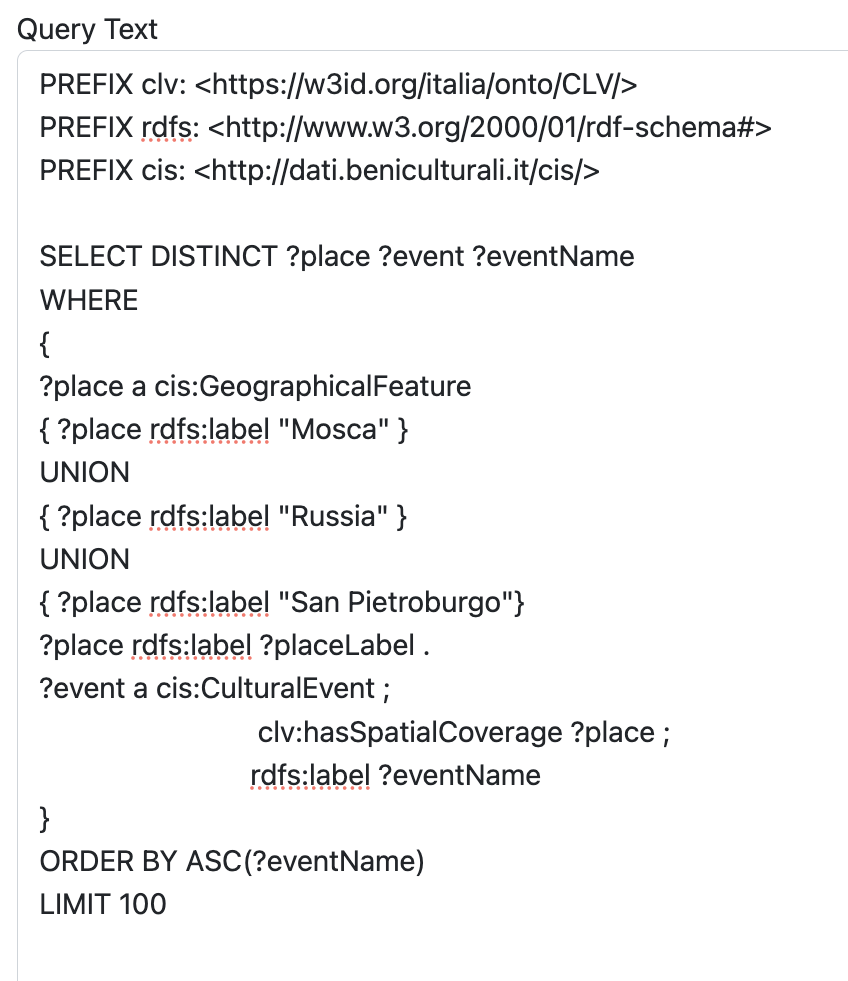 Query Text
PREFIX clv: <https://w3id.org/italia/onto/CLV/>
PREFIX rdfs: <http://www.w3.org/2000/01/rdf-schema#>
PREFIX cis: <http://dati.beniculturali.it/cis/>
SELECT DISTINCT ?place ?event ?eventName
WHERE
{
?place a cis:GeographicalFeature
{ ?place rdfs:label "Mosca" }
UNION
{ ?place rdfs:label "Russia" }
UNION
{ ?place rdfs:label "San Pietroburgo"}
?place rdfs:label ?placeLabel .
?event a cis:CulturalEvent ;
clv:hasSpatialCoverage ?place ;
rdfs:label ?eventName
}
ORDER BY ASC(?eventName)
LIMIT 100